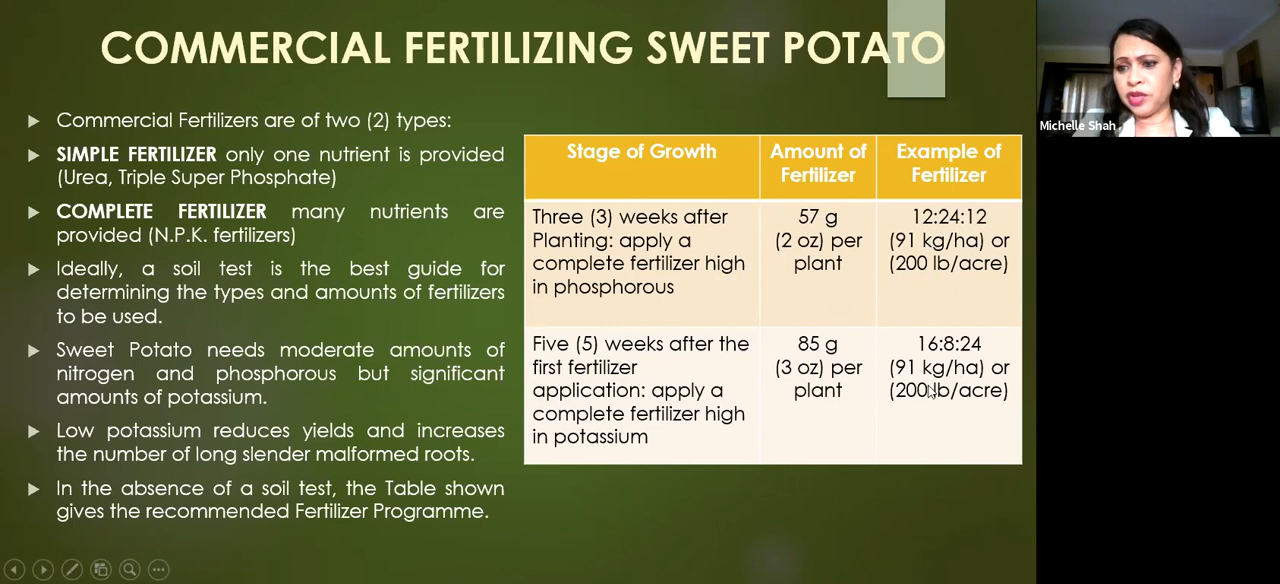 COMMERCIAL FERTILIZING SWEET POTATO
Commercial Fertilizers are of two (2) types:
SIMPLE FERTILIZER only one nutrient is provided
(Urea, Triple Super Phosphate)
COMPLETE FERTILIZER many nutrients are
provided (N.P.K. fertilizers)
Ideally, a soil test is the best guide for
determining the types and amounts of fertilizers
to be used.
Sweet Potato needs moderate amounts of
nitrogen and phosphorous but significant
amounts of potassium.
Low potassium reduces yields and increases
the number of long slender malformed roots.
In the absence of a soil test, the Table shown
gives the recommended Fertilizer Programme.
Stage of Growth
Amount of
Fertilizer
Example of
Fertilizer
Three (3) weeks after
Planting: apply a
complete fertilizer high
in phosphorous
57 g
(2 oz) per
plant
12:24:12
(91 kg/ha) or
(200 lb/acre)
Five (5) weeks after the
first fertilizer
application: apply a
complete fertilizer high
in potassium
85 g
(3 oz) per
plant
16:8:24
(91 kg/ha) or
(200 lb/acre)
Michelle Shah